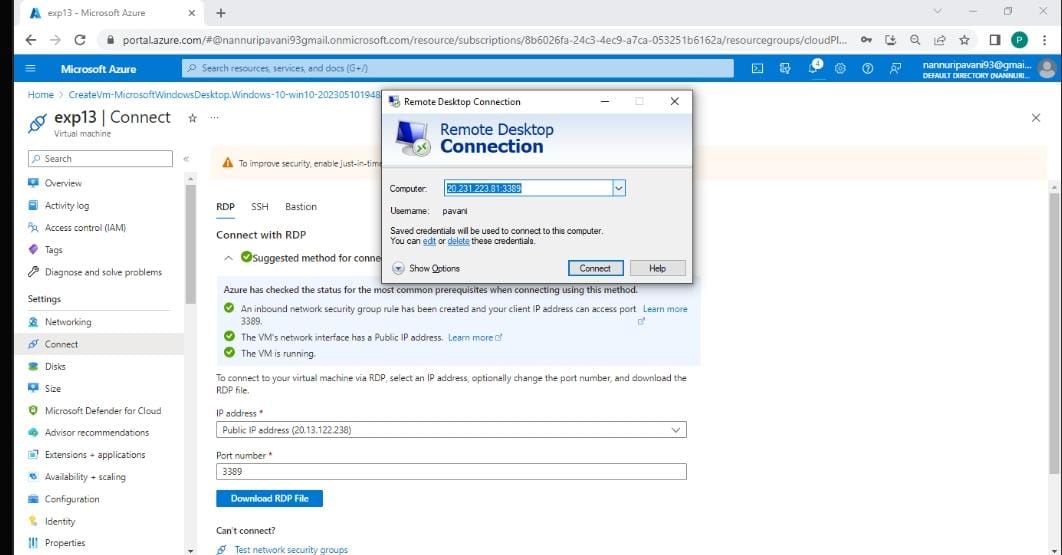 exp13 - Microsoft Azure
portal.azure.com/#@nannuripavani93gmail.onmicrosoft.com/resource/subscriptions/8b6026fa-24c3-4ec9-a7ca-053251b6162a/resourcegroups/cloudPl...
P
Microsoft Azure
Search resources, services, and docs (G+/)
4
nannuripavani93@gmai...
DEFAULT DIRECTORY (NANNURI...
Home > CreateVm-MicrosoftWindowsDesktop.Windows-10-win10-20230510194
exp13 | Connect
Virtual machine
Search
Overview
Activity log
Access control (IAM)
Tags
Diagnose and solve problems
Settings
Networking
Connect
Disks
Size
Microsoft Defender for Cloud
Advisor recommendations
Extensions + applications
Availability + scaling
Configuration
Identity
Properties
To improve security, enable just-in-time
RDP SSH Bastion
Connect with RDP
Suggested method for conne
Azure has checked the status for the most common prerequisites when connecting using this method.
An inbound network security group rule has been created and your client IP address can access port Learn more
3389.
The VM's network interface has a Public IP address. Learn more
The VM is running.
To connect to your virtual machine via RDP, select an IP address, optionally change the port number, and download the
RDP file.
IP address *
Public IP address (20.13.122.238)
Port number *
3389
Download RDP File
Can't connect?
Test network security groups
Remote Desktop Connection
Remote Desktop
Connection
Computer: 20.231.223.81:3389
Username: pavani
Saved credentials will be used to connect to this computer.
You can edit or delete these credentials.
Show Options
Connect
Help